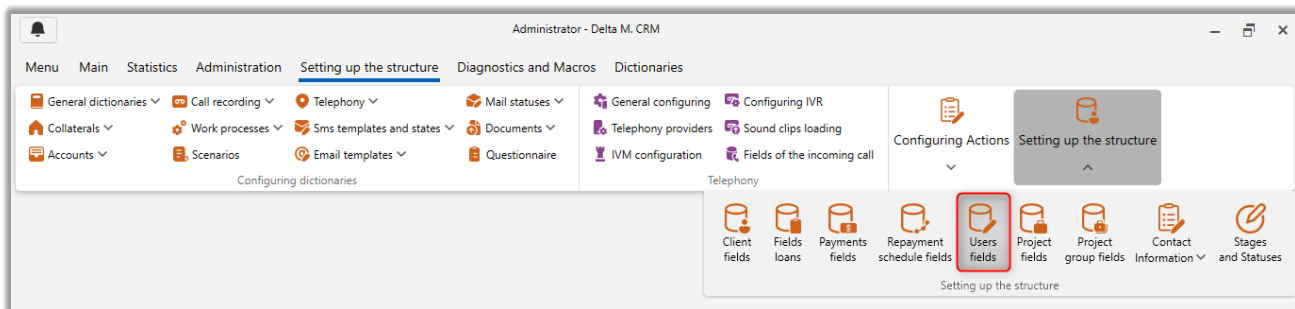 Administrator - Delta M. CRM
Menu Main Statistics Administration Setting up the structure Diagnostics and Macros Dictionaries
General dictionaries Call recording Telephony Mail statuses General configuring Configuring IVR
Collaterals Work processes Sms templates and states Documents Telephony providers Sound clips loading
Configuring Actions Setting up the structure
Accounts Scenarios Email templates Questionnaire IVM configuration Fields of the incoming call
Configuring dictionaries Telephony
Client Fields Payments Repayment Users Project Project Contact Stages
fields loans fields schedule fields fields fields group fields Information and Statuses
Setting up the structure